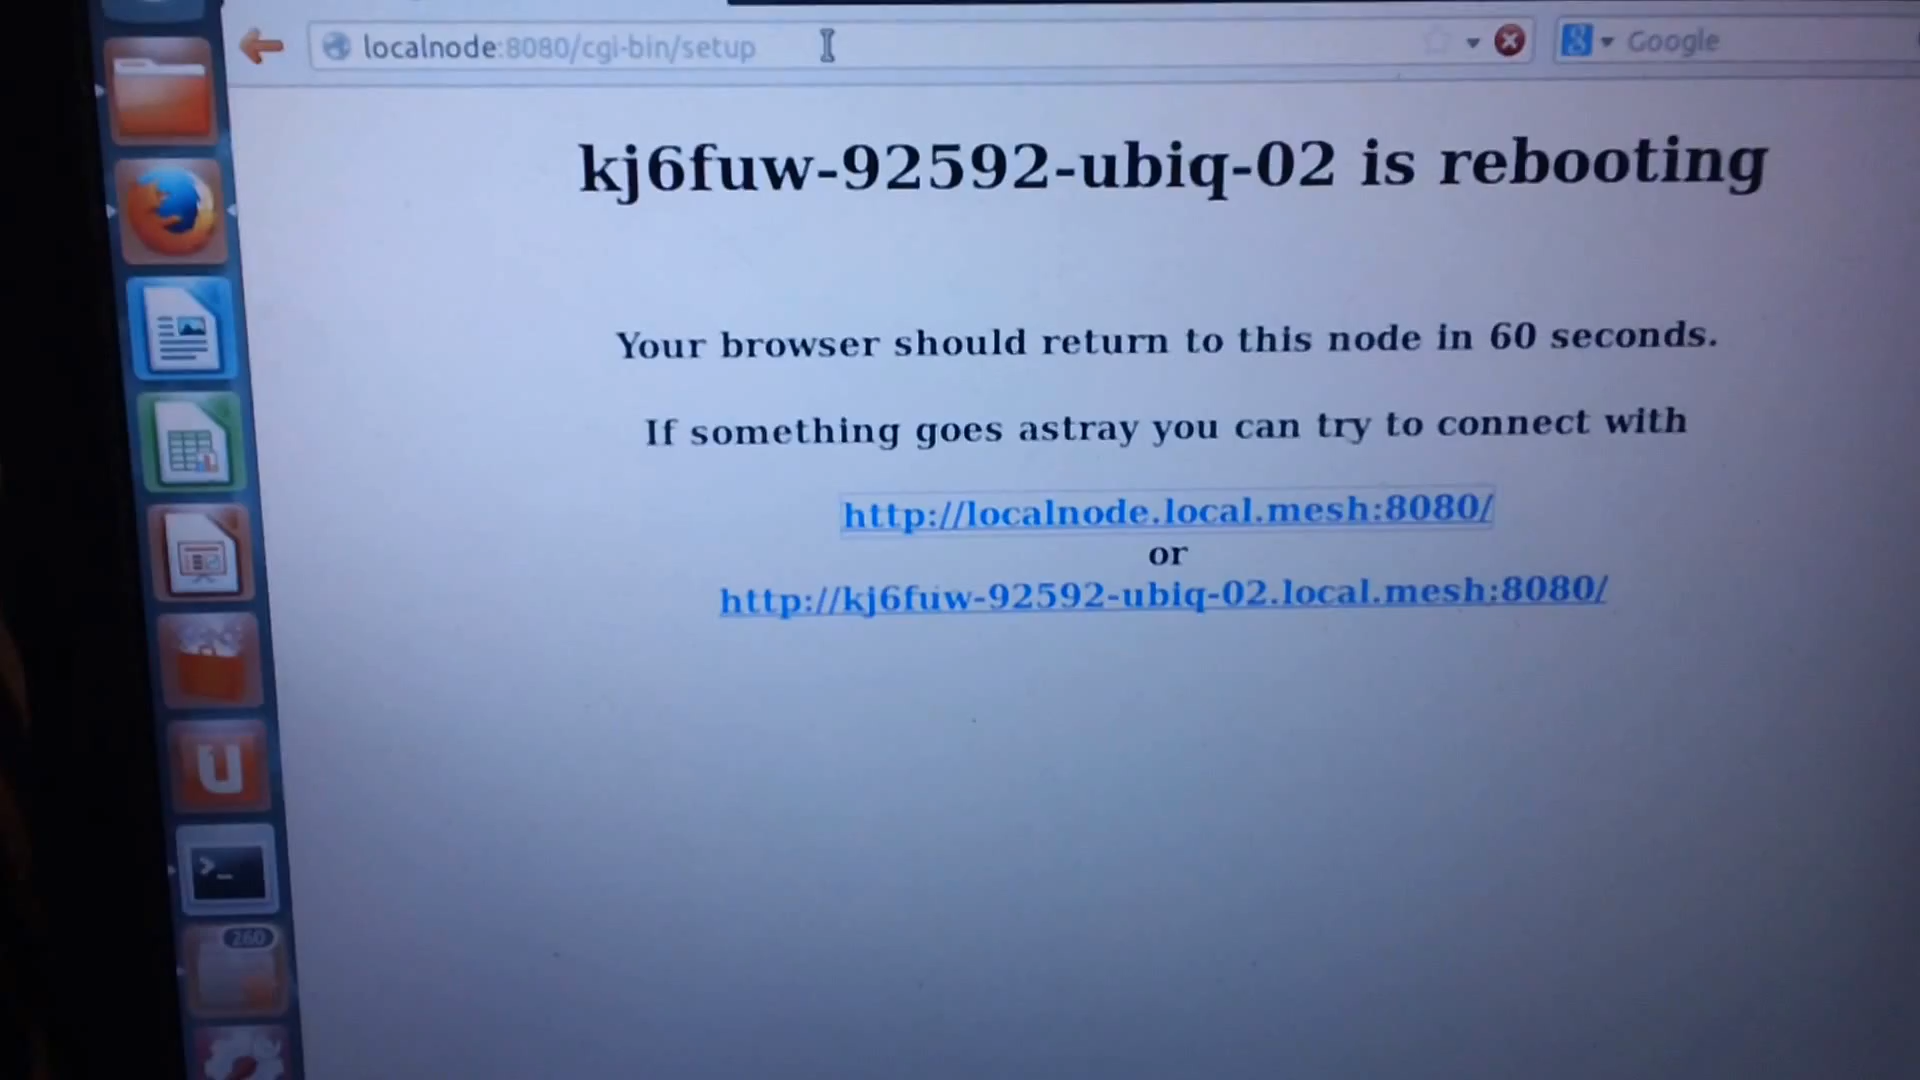 localnode:8080/cgi-bin/setup
Google
kj6fuw-92592-ubiq-02 is rebooting
Your browser should return to this node in 60 seconds.
If something goes astray you can try to connect with
http://localnode.local.mesh:8080/
or
http://kj6fuw-92592-ubiq-02.local.mesh:8080/
260